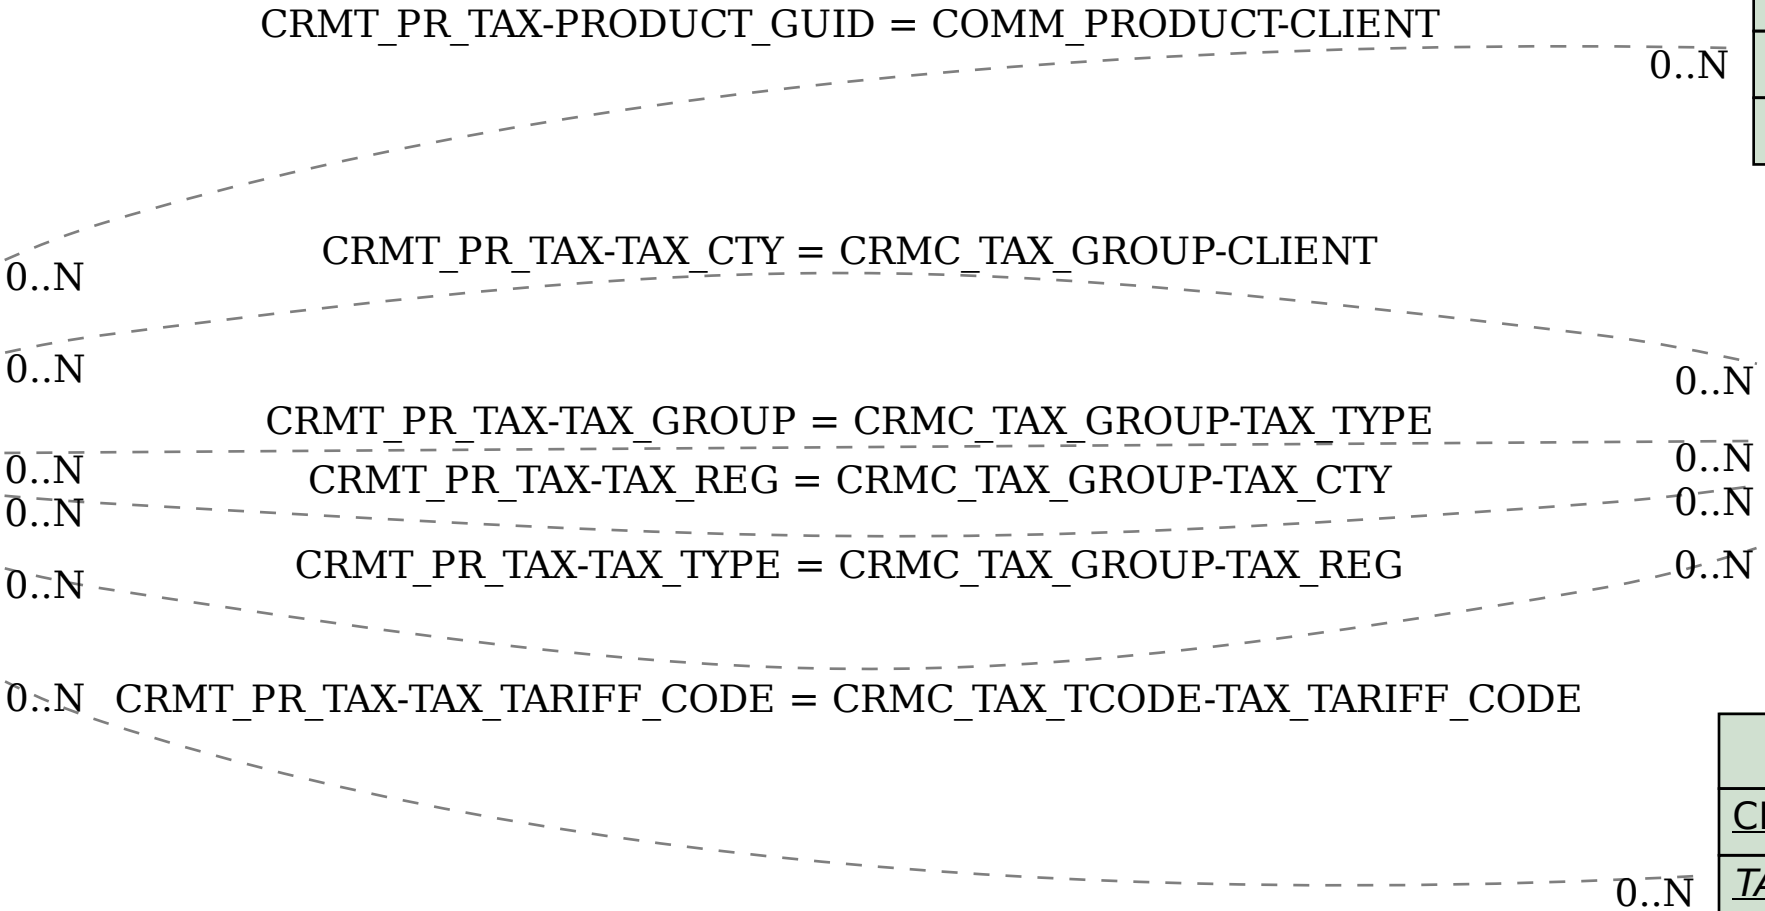 CRMT_PR_TAX-PRODUCT_GUID = COMM_PRODUCT-CLIENT
0..N
CRMT_PR_TAX-TAX_CTY = CRMC_TAX_GROUP-CLIENT
0..N
0..N
0..N
CRMT_PR_TAX-TAX_GROUP = CRMC_TAX_GROUP-TAX_TYPE
0..N
0..N
CRMT_PR_TAX-TAX_REG = CRMC_TAX_GROUP-TAX_CTY
0..N
0..N
CRMT_PR_TAX-TAX_TYPE = CRMC_TAX_GROUP-TAX_REG
0..N
0..N
0..N CRMT_PR_TAX-TAX_TARIFF_CODE = CRMC_TAX_TCODE-TAX_TARIFF_CODE
0..N